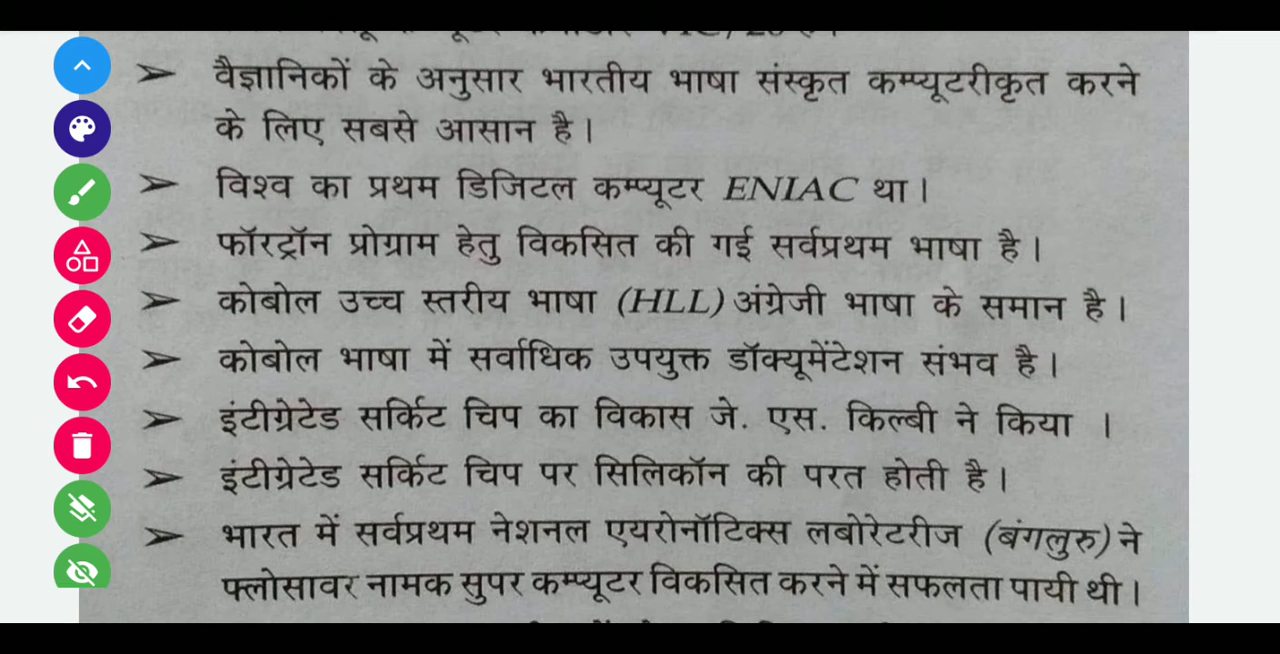 ➢ वैज्ञानिकों के अनुसार भारतीय भाषा संस्कृत कम्प्यूटरीकृत करने
के लिए सबसे आसान है।
➢ विश्व का प्रथम डिजिटल कम्प्यूटर ENIAC था।
➢ फॉरट्रॉन प्रोग्राम हेतु विकसित की गई सर्वप्रथम भाषा है।
➢ कोबोल उच्च स्तरीय भाषा (HLL) अंग्रेजी भाषा के समान है।
➢ कोबोल भाषा में सर्वाधिक उपयुक्त डॉक्यूमेंटेशन संभव है।
➢ इंटीग्रेटेड सर्किट चिप का विकास जे. एस. किल्बी ने किया ।
➢ इंटीग्रेटेड सर्किट चिप पर सिलिकॉन की परत होती है।
➢ भारत में सर्वप्रथम नेशनल एयरोनॉटिक्स लबोरेटरीज (बंगलुरु) ने
फ्लोसावर नामक सुपर कम्प्यूटर विकसित करने में सफलता पायी थी।